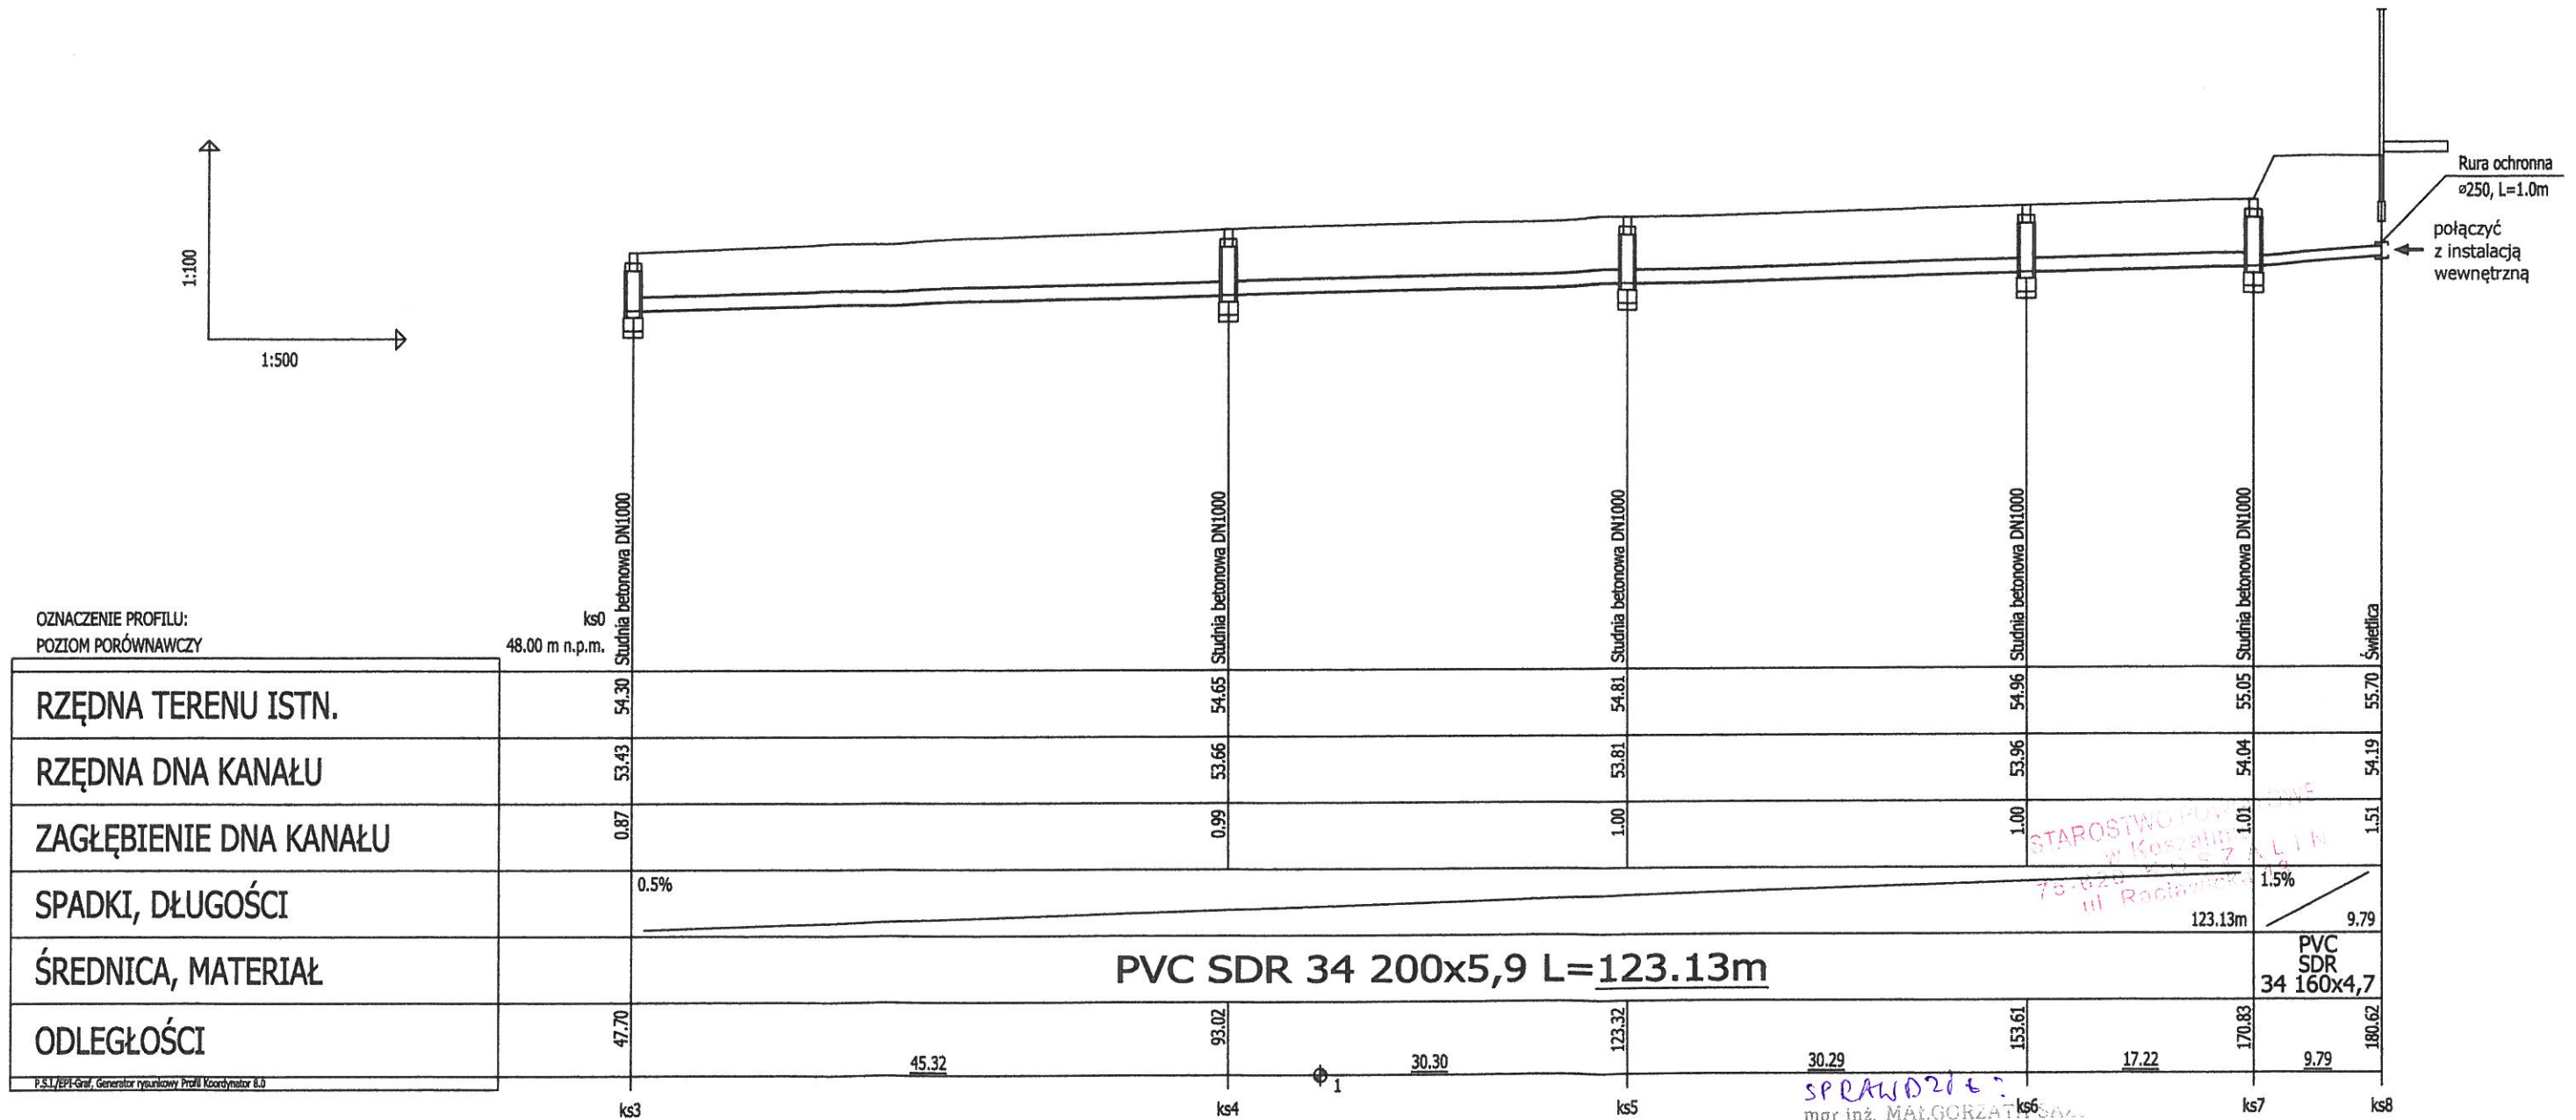 Rura ochronna
ø250, L=1.0m
połączyć
z instalacją
wewnętrzną
1:100
1:500
OZNACZENIE PROFILU: ks0
POZIOM PORÓWNAWCZY 48.00 m n.p.m.
Studnia betonowa DN1000
Studnia betonowa DN1000
Studnia betonowa DN1000
Studnia betonowa DN1000
Studnia betonowa DN1000
Świetlica
RZĘDNA TERENU ISTN. 54.30 54.65 54.81 54.96 55.05 55.70
RZĘDNA DNA KANAŁU 53.43 53.66 53.81 53.96 54.04 54.19
ZAGŁĘBIENIE DNA KANAŁU 0.87 0.99 1.00 1.00 1.01 1.51
STAROSTWO
w Koszalinie
KOSZALIN
ul.
SPADKI, DŁUGOŚCI 0.5% 123.13m 1.5% 9.79
ŚREDNICA, MATERIAŁ PVC SDR 34 200x5,9 L=123.13m
PVC
SDR
34 160x4,7
ODLEGŁOŚCI 47.70 93.02 123.32 153.61 170.83 180.62
45.32 30.30 30.29 17.22 9.79
P.S.I./EPI-Graf, Generator rysunkowy Profil Koordynator 8.0
1
SPRAWDZIŁ:
mgr inż. MAŁGORZATA
ks3 ks4 ks5 ks6 ks7 ks8